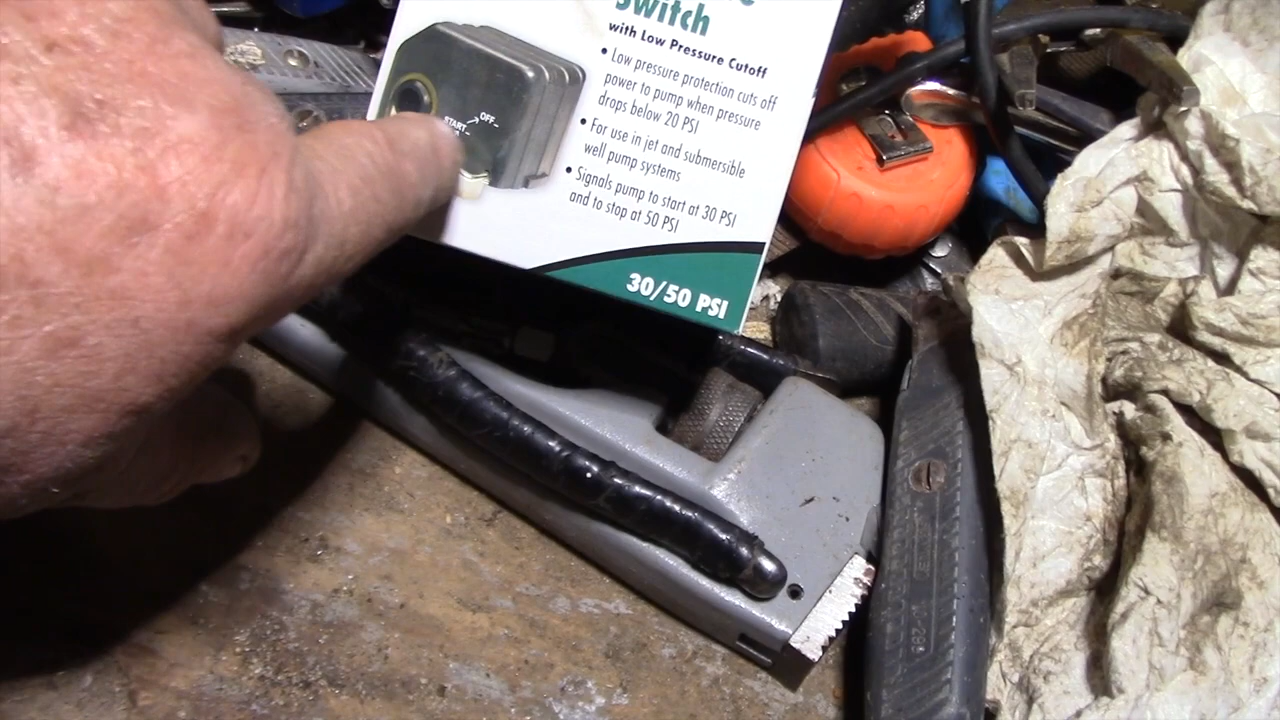 Switch
with Low Pressure Cutoff
• Low pressure protection cuts off
power to pump when pressure
drops below 20 PSI
• For use in jet and submersible
well pump systems
• Signals pump to start at 30 PSI
and to stop at 50 PSI
30/50 PSI
START
OFF